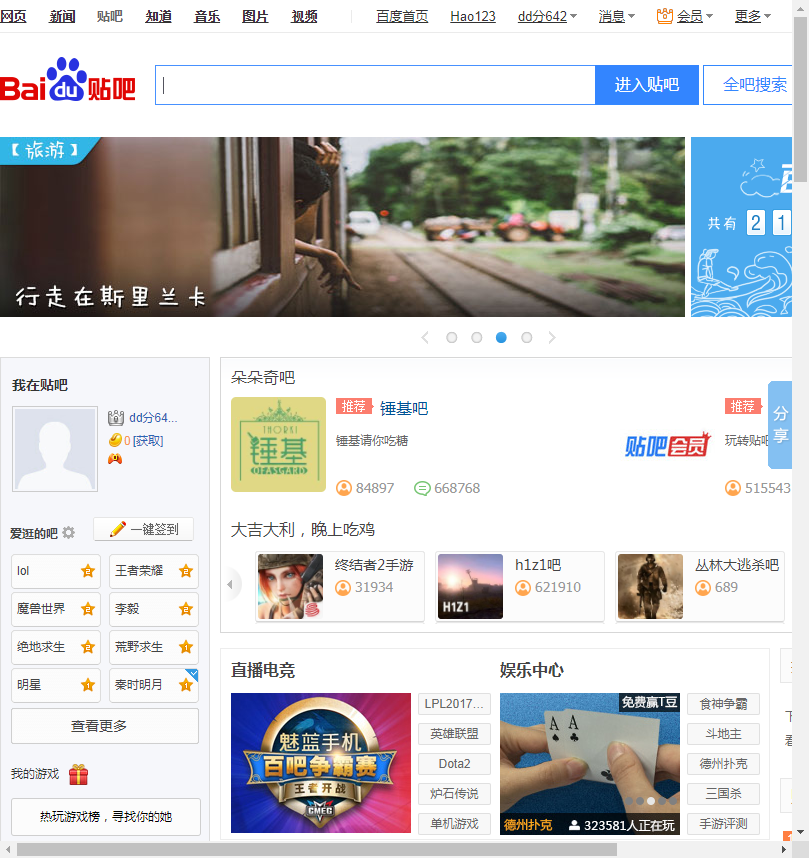 网页 新闻 贴吧 知道 音乐 图片 视频 百度首页 Hao123 dd分642 消息 会员 更多
Bai du 贴吧
进入贴吧 全吧搜索
【旅游】
共有 2 1
行走在斯里兰卡
我在贴吧
dd分64...
0 [获取]
爱逛的吧 一键签到
lol 王者荣耀
魔兽世界 李毅
绝地求生 荒野求生
明星 秦时明月
查看更多
我的游戏
热玩游戏榜，寻找你的她
朵朵奇吧
THORKI
锤基
OFASGARD
推荐 锤基吧
锤基请你吃糖
84897 668768
贴吧会员
推荐
玩转贴吧
515543
分享
大吉大利，晚上吃鸡
终结者2手游
31934
H1Z1
h1z1吧
621910
丛林大逃杀吧
689
直播电竞
魅蓝手机
百吧争霸赛
王者开战
CMEG
LPL2017...
英雄联盟
Dota2
炉石传说
单机游戏
娱乐中心
免费赢T豆
A A
德州扑克 323581人正在玩
食神争霸
斗地主
德州扑克
三国杀
手游评测